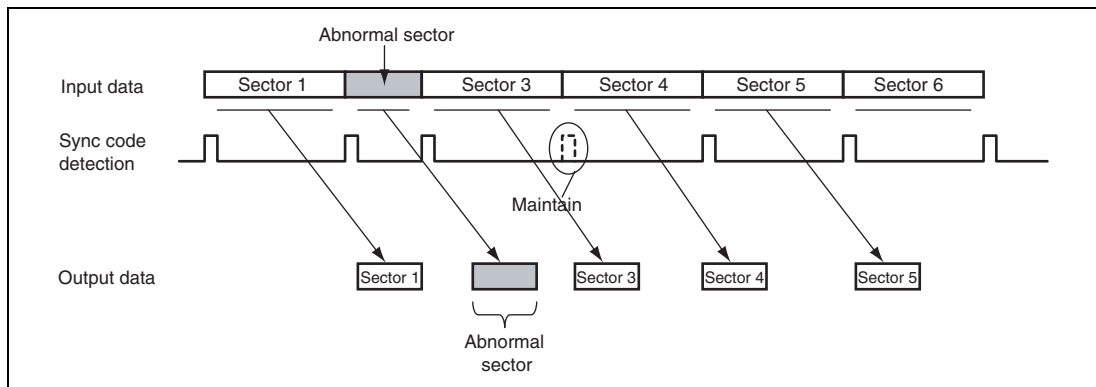 Abnormal sector
Input data
Sector 1
Sector 3
Sector 4
Sector 5
Sector 6
Sync code
detection
Maintain
Output data
Sector 1
Sector 3
Sector 4
Sector 5
Abnormal
sector